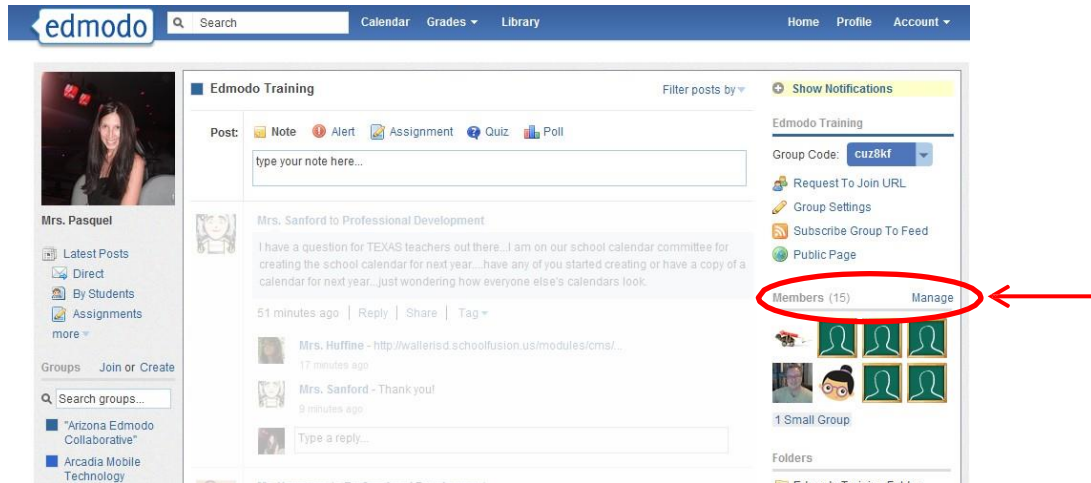 edmodo
Search
Calendar Grades Library
Home Profile Account
Mrs. Pasquel
Latest Posts
Direct
By Students
Assignments
more
Groups Join or Create
Search groups...
"Arizona Edmodo
Collaborative"
Arcadia Mobile
Technology
Edmodo Training Filter posts by
Post: Note Alert Assignment Quiz Poll
type your note here...
Mrs. Sanford to Professional Development
I have a question for TEXAS teachers out there...I am on our school calendar committee for
creating the school calendar for next year....have any of you started creating or have a copy of a
calendar for next year...just wondering how everyone else's calendars look.
51 minutes ago | Reply | Share | Tag
Mrs. Huffine - http://wallerisd.schoolfusion.us/modules/cms/...
17 minutes ago
Mrs. Sanford - Thank you!
9 minutes ago
Type a reply...
Show Notifications
Edmodo Training
Group Code: cuz8kf
Request To Join URL
Group Settings
Subscribe Group To Feed
Public Page
Members (15) Manage
1 Small Group
Folders